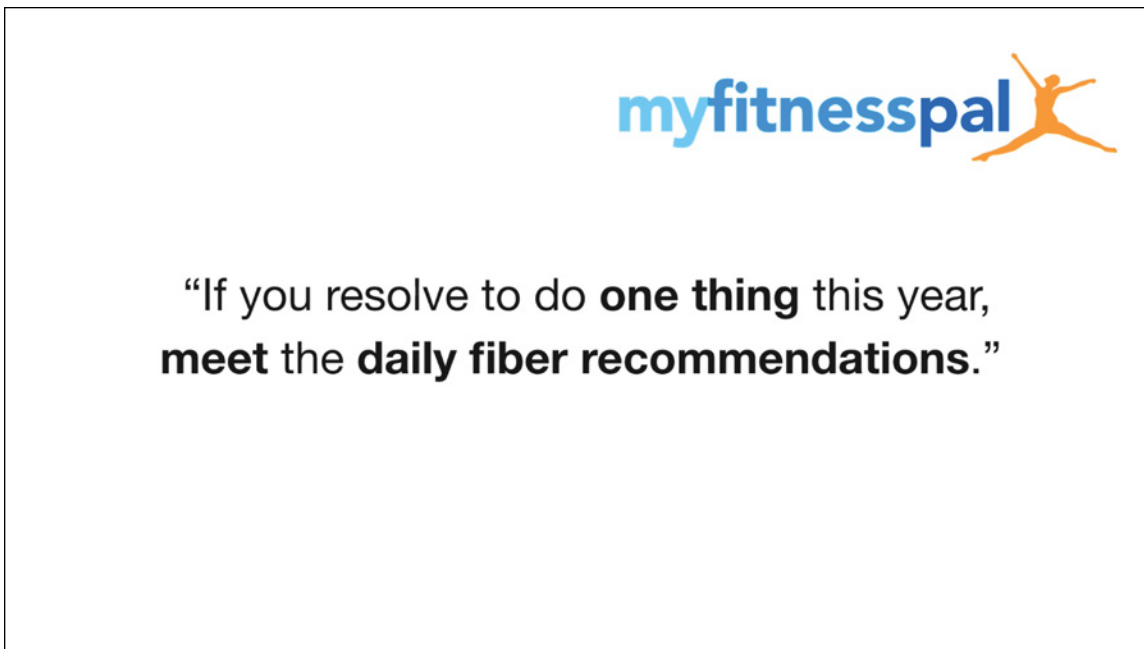 myfitnesspal
“If you resolve to do one thing this year,
meet the daily fiber recommendations.”